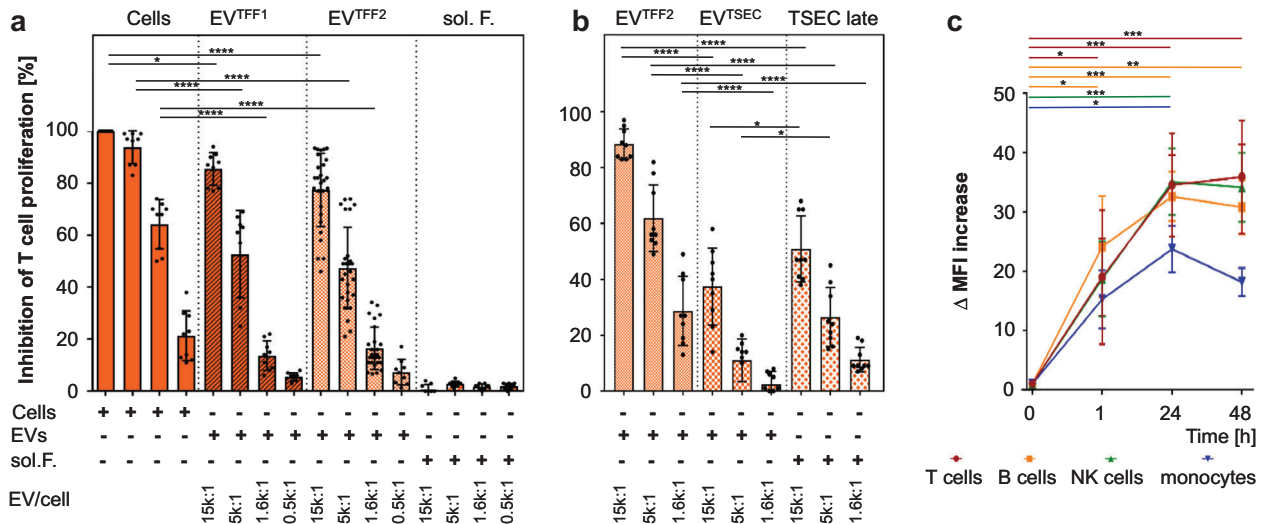 a
Cells EV^TFF1 EV^TFF2 sol. F.
Inibition of T cell proliferation [%]
****
*
****
****
****
****
100
80
60
40
20
0
Cells + + + + - - - - - - - - - - - -
EVs - - - - + + + + + + + + - - - -
sol.F. - - - - - - - - - - - - + + + +
EV/cell 15k:1 5k:1 1.6k:1 0.5k:1 15k:1 5k:1 1.6k:1 0.5k:1 15k:1 5k:1 1.6k:1 0.5k:1
b
EV^TFF2 EV^TSEC TSEC late
****
****
****
****
****
****
*
*
100
80
60
40
20
0
- - - - - - - - -
+ + + + + + - - -
- - - - - - + + +
15k:1 5k:1 1.6k:1 15k:1 5k:1 1.6k:1 15k:1 5k:1 1.6k:1
c
***
***
*
**
***
*
***
*
Δ MFI increase
50
40
30
20
10
0
0 1 24 48
Time [h]
T cells B cells NK cells monocytes